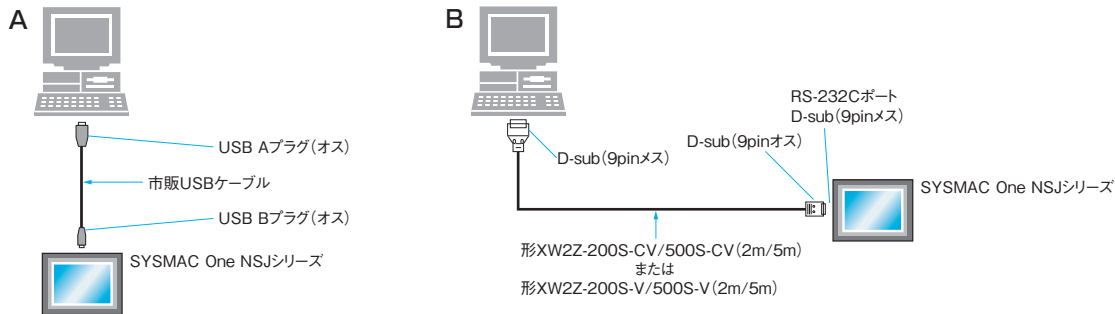 A
USB Aプラグ(オス)
市販USBケーブル
USB Bプラグ(オス)
SYSMAC One NSJシリーズ
B
RS-232Cポート
D-sub(9pinメス)
D-sub(9pinオス)
D-sub(9pinメス)
SYSMAC One NSJシリーズ
形XW2Z-200S-CV/500S-CV(2m/5m)
または
形XW2Z-200S-V/500S-V(2m/5m)